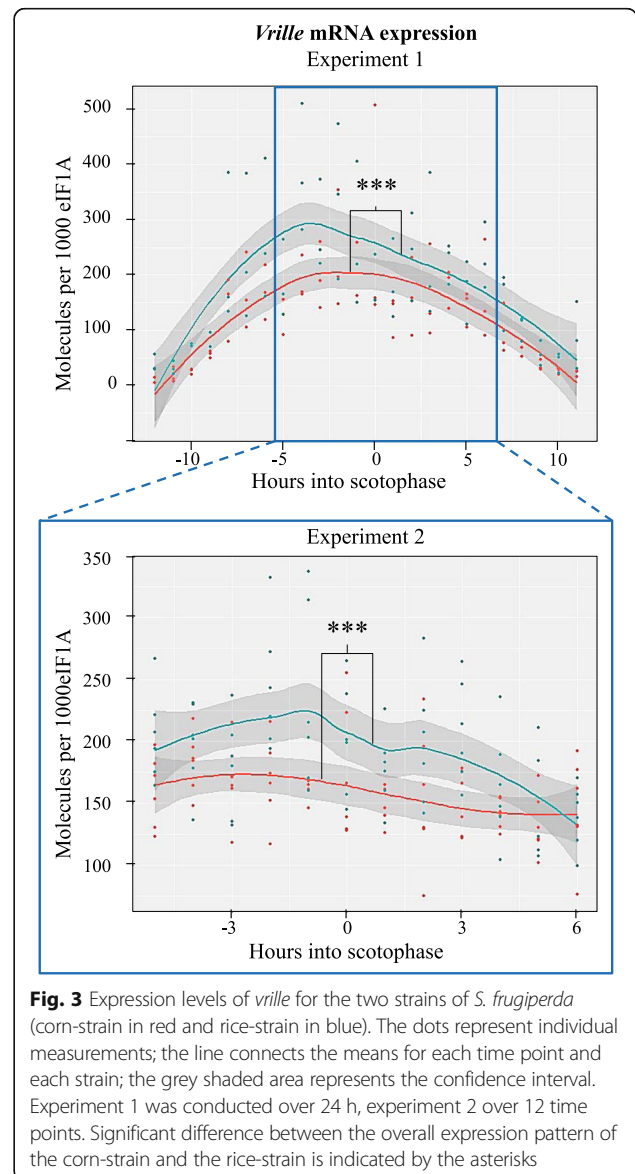 Vrille mRNA expression
Experiment 1
Molecules per 1000 eIF1A
500
400
300
200
100
0
***
-10
-5
0
5
10
Hours into scotophase
Experiment 2
Molecules per 1000eIF1A
350
300
250
200
150
100
***
-3
0
3
6
Hours into scotophase
Fig. 3 Expression levels of vrille for the two strains of S. frugiperda
(corn-strain in red and rice-strain in blue). The dots represent individual
measurements; the line connects the means for each time point and
each strain; the grey shaded area represents the confidence interval.
Experiment 1 was conducted over 24 h, experiment 2 over 12 time
points. Significant difference between the overall expression pattern of
the corn-strain and the rice-strain is indicated by the asterisks